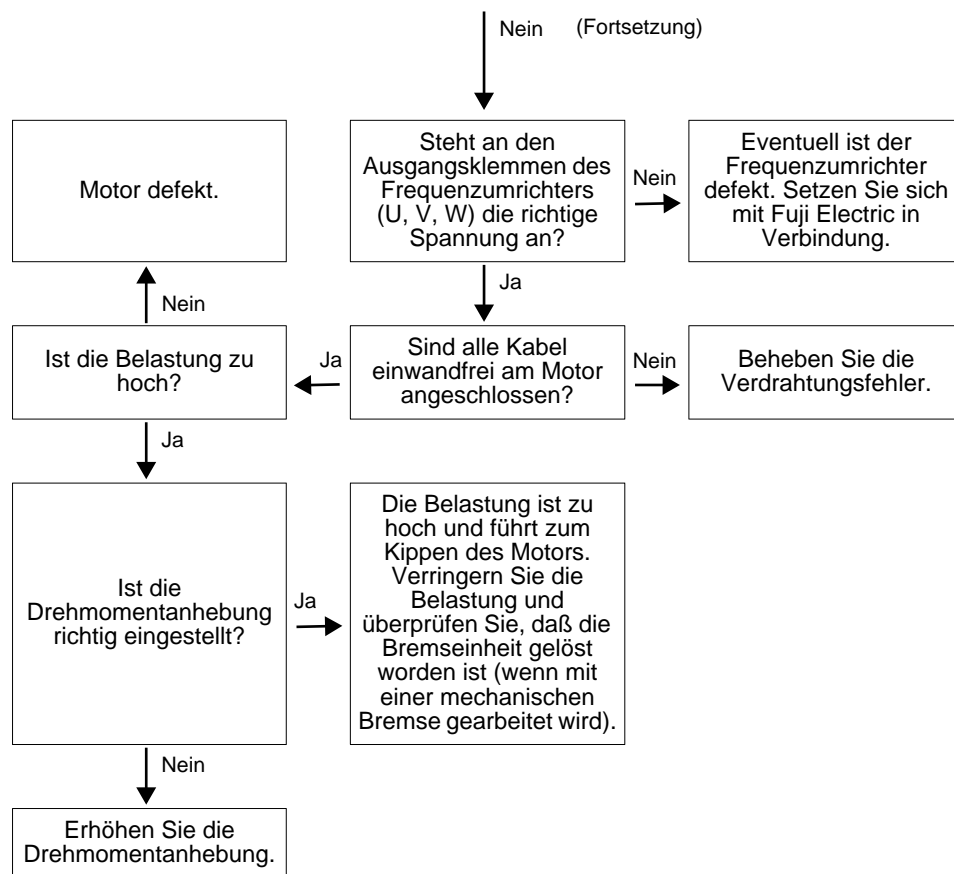 Nein (Fortsetzung)
Motor defekt.
Steht an den
Ausgangsklemmen des
Frequenzumrichters
(U, V, W) die richtige
Spannung an?
Nein
Eventuell ist der
Frequenzumrichter
defekt. Setzen Sie sich
mit Fuji Electric in
Verbindung.
Nein
Ja
Ist die Belastung zu
hoch?
Ja
Sind alle Kabel
einwandfrei am Motor
angeschlossen?
Nein
Beheben Sie die
Verdrahtungsfehler.
Ja
Ist die
Drehmomentanhebung
richtig eingestellt?
Ja
Die Belastung ist zu
hoch und führt zum
Kippen des Motors.
Verringern Sie die
Belastung und
überprüfen Sie, daß die
Bremseinheit gelöst
worden ist (wenn mit
einer mechanischen
Bremse gearbeitet wird).
Nein
Erhöhen Sie die
Drehmomentanhebung.